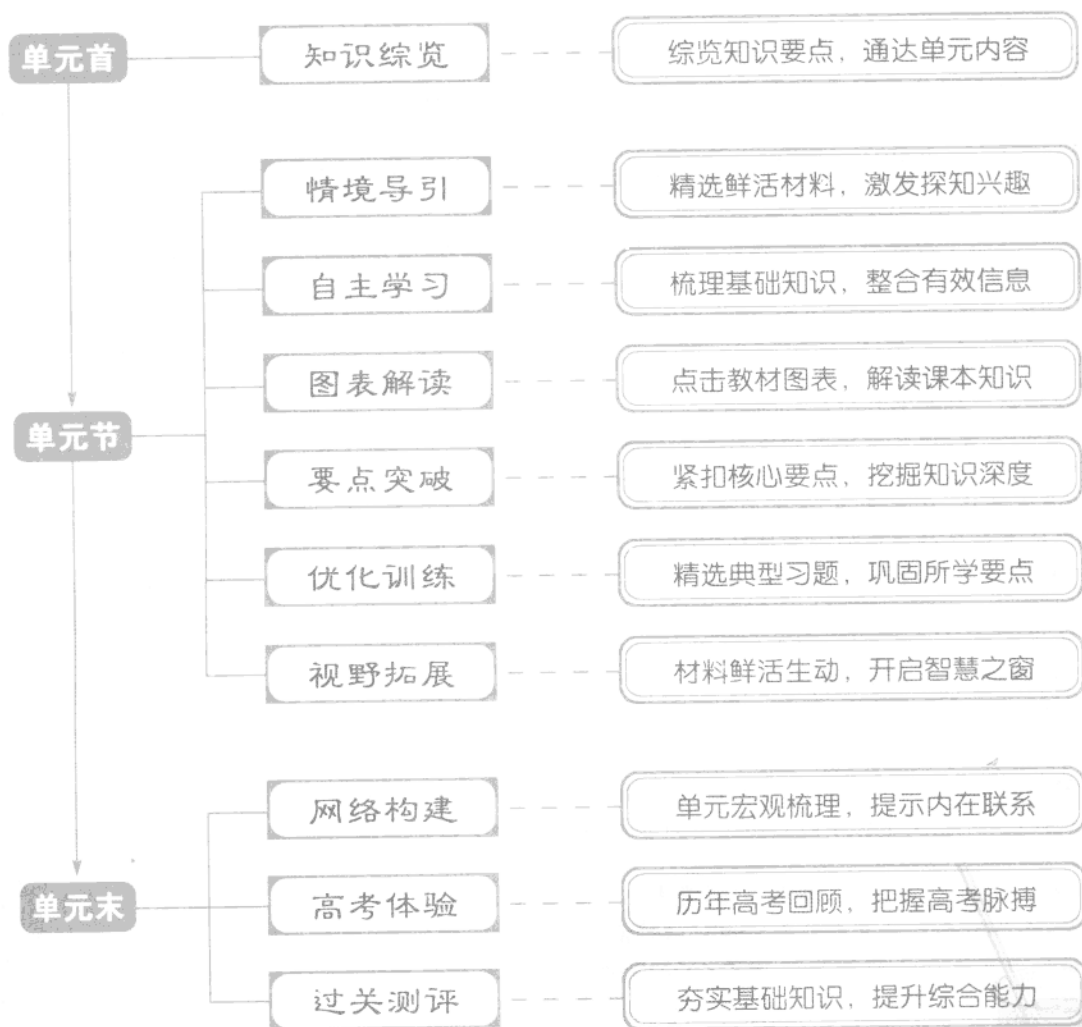 单元首
知识综览
综览知识要点，通达单元内容
情境导引
精选鲜活材料，激发探知兴趣
自主学习
梳理基础知识，整合有效信息
图表解读
点击教材图表，解读课本知识
单元节
要点突破
紧扣核心要点，挖掘知识深度
优化训练
精选典型习题，巩固所学要点
视野拓展
材料鲜活生动，开启智慧之窗
网络构建
单元宏观梳理，提示内在联系
单元末
高考体验
历年高考回顾，把握高考脉搏
过关测评
夯实基础知识，提升综合能力